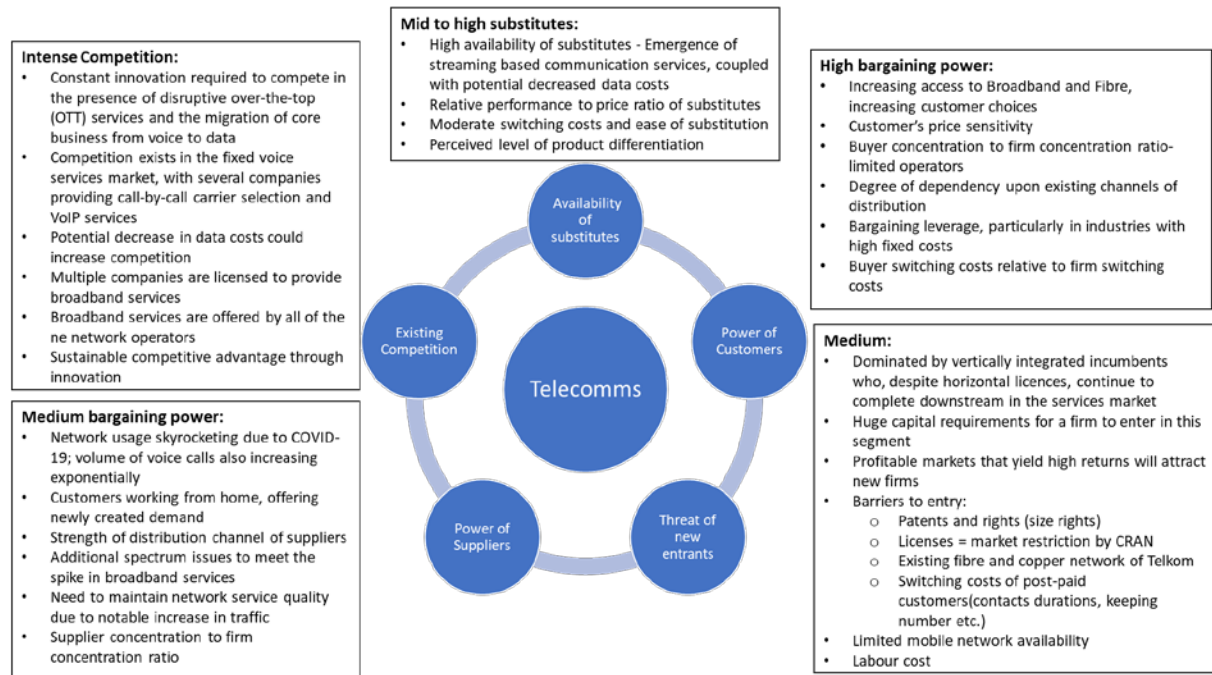 Mid to high substitutes:
• High availability of substitutes - Emergence of
streaming based communication services, coupled
with potential decreased data costs
• Relative performance to price ratio of substitutes
• Moderate switching costs and ease of substitution
• Perceived level of product differentiation
Intense Competition:
• Constant innovation required to compete in
the presence of disruptive over-the-top
(OTT) services and the migration of core
business from voice to data
• Competition exists in the fixed voice
services market, with several companies
providing call-by-call carrier selection and
VoIP services
• Potential decrease in data costs could
increase competition
• Multiple companies are licensed to provide
broadband services
• Broadband services are offered by all of the
ne network operators
• Sustainable competitive advantage through
innovation
High bargaining power:
• Increasing access to Broadband and Fibre,
increasing customer choices
• Customer's price sensitivity
• Buyer concentration to firm concentration ratio-
limited operators
• Degree of dependency upon existing channels of
distribution
• Bargaining leverage, particularly in industries with
high fixed costs
• Buyer switching costs relative to firm switching
costs
Availability
of
substitutes
Existing
Competition
Power of
Customers
Telecomms
Power of
Suppliers
Threat of
new
entrants
Medium bargaining power:
• Network usage skyrocketing due to COVID-
19; volume of voice calls also increasing
exponentially
• Customers working from home, offering
newly created demand
• Strength of distribution channel of suppliers
• Additional spectrum issues to meet the
spike in broadband services
• Need to maintain network service quality
due to notable increase in traffic
• Supplier concentration to firm
concentration ratio
Medium:
• Dominated by vertically integrated incumbents
who, despite horizontal licences, continue to
complete downstream in the services market
• Huge capital requirements for a firm to enter in this
segment
• Profitable markets that yield high returns will attract
new firms
• Barriers to entry:
o Patents and rights (size rights)
o Licenses = market restriction by CRAN
o Existing fibre and copper network of Telkom
o Switching costs of post-paid
customers(contacts durations, keeping
number etc.)
• Limited mobile network availability
• Labour cost